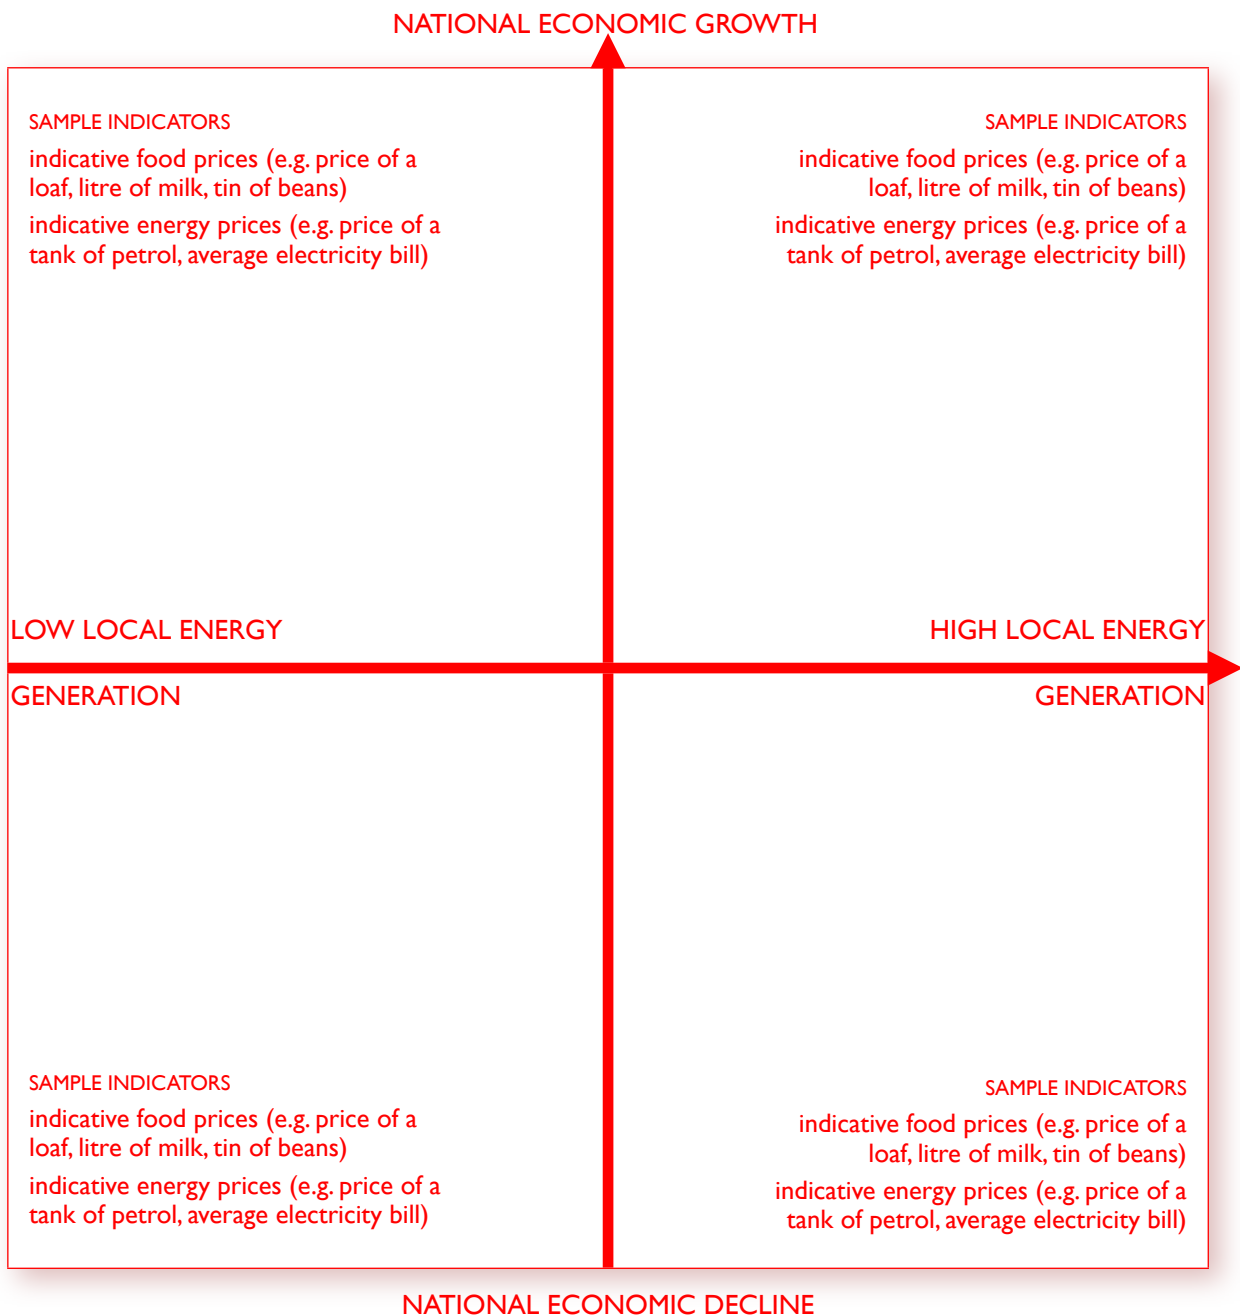 NATIONAL ECONOMIC GROWTH
SAMPLE INDICATORS
indicative food prices (e.g. price of a
loaf, litre of milk, tin of beans)
indicative energy prices (e.g. price of a
tank of petrol, average electricity bill)
SAMPLE INDICATORS
indicative food prices (e.g. price of a
loaf, litre of milk, tin of beans)
indicative energy prices (e.g. price of a
tank of petrol, average electricity bill)
LOW LOCAL ENERGY
GENERATION
HIGH LOCAL ENERGY
GENERATION
SAMPLE INDICATORS
indicative food prices (e.g. price of a
loaf, litre of milk, tin of beans)
indicative energy prices (e.g. price of a
tank of petrol, average electricity bill)
SAMPLE INDICATORS
indicative food prices (e.g. price of a
loaf, litre of milk, tin of beans)
indicative energy prices (e.g. price of a
tank of petrol, average electricity bill)
NATIONAL ECONOMIC DECLINE